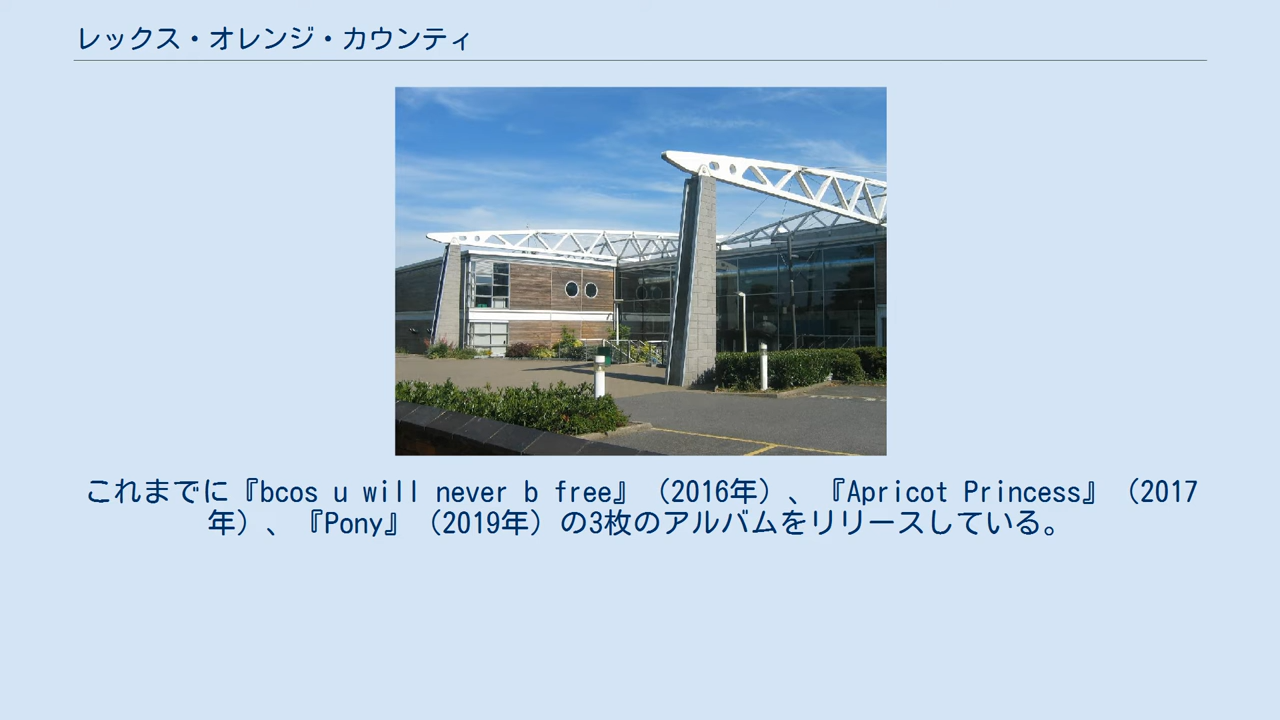 レックス・オレンジ・カウンティ
これまでに『bcos u will never b free』（2016年）、『Apricot Princess』（2017
年）、『Pony』（2019年）の3枚のアルバムをリリースしている。